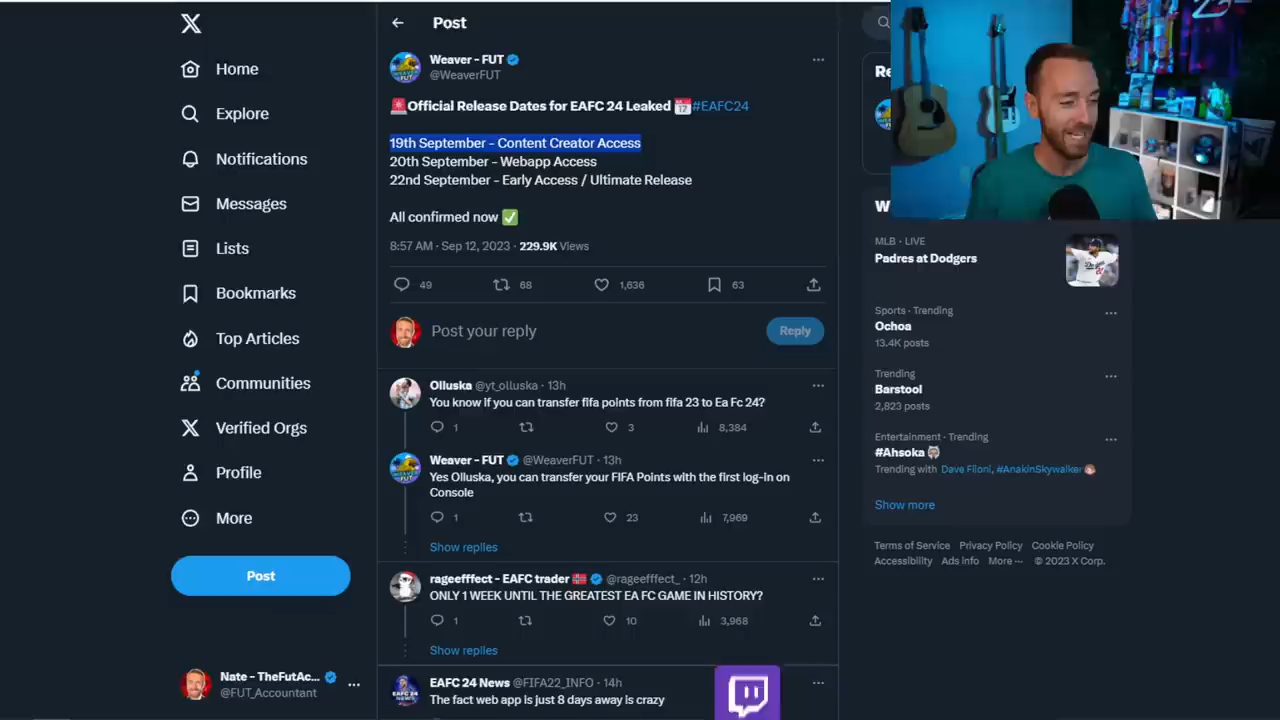 Post
Weaver - FUT
@WeaverFUT
🚨Official Release Dates for EAFC 24 Leaked 📅#EAFC24
19th September - Content Creator Access
20th September - Webapp Access
22nd September - Early Access / Ultimate Release
All confirmed now ✅
8:57 AM · Sep 12, 2023 · 229.9K Views
49 68 1,636 63
Post your reply
Reply
Olluska @yt_olluska · 13h
You know if you can transfer fifa points from fifa 23 to Ea Fc 24?
1 3 8,384
Weaver - FUT @WeaverFUT · 13h
Yes Olluska, you can transfer your FIFA Points with the first log-in on
Console
1 23 7,969
Show replies
rageefffect - EAFC trader 🇳🇴 @rageefffect_ · 12h
ONLY 1 WEEK UNTIL THE GREATEST EA FC GAME IN HISTORY?
1 10 3,968
Show replies
EAFC 24 News @FIFA22_INFO · 14h
The fact web app is just 8 days away is crazy
Home
Explore
Notifications
Messages
Lists
Bookmarks
Top Articles
Communities
Verified Orgs
Profile
More
Post
Nate - TheFutAc...
@FUT_Accountant
Re
W
MLB · LIVE
Padres at Dodgers
Sports · Trending
Ochoa
13.4K posts
Trending
Barstool
2,823 posts
Entertainment · Trending
#Ahsoka
Trending with Dave Filoni, #AnakinSkywalker
Show more
Terms of Service Privacy Policy Cookie Policy
Accessibility Ads info More ··· © 2023 X Corp.